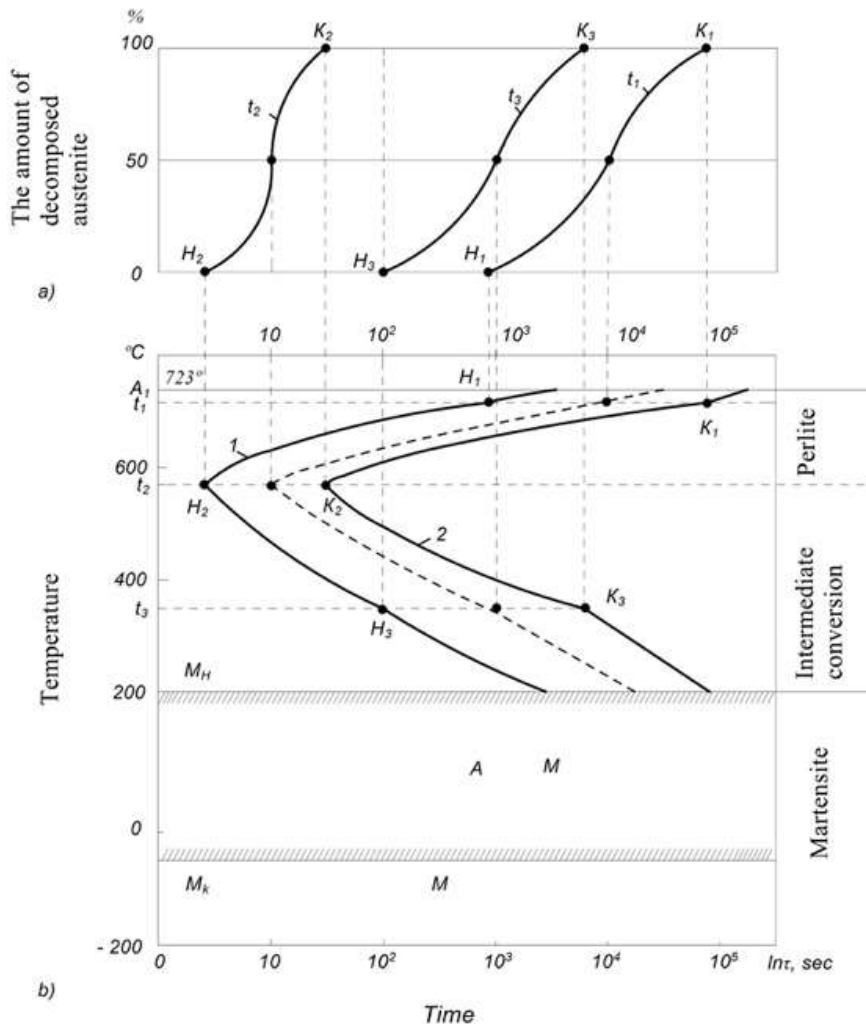 %
100
50
0
The amount of
decomposed
austenite
K₂
K₃
K₁
t₂
t₃
t₁
H₂
H₃
H₁
a)
10
10²
10³
10⁴
10⁵
°C
A₁
723°
t₁
H₁
K₁
1
600
t₂
H₂
K₂
2
400
t₃
H₃
K₃
Mн
200
A
M
0
Mₖ
M
- 200
Temperature
Perlite
Intermediate
conversion
Martensite
0
10
10²
10³
10⁴
10⁵
lnτ, sec
b)
Time